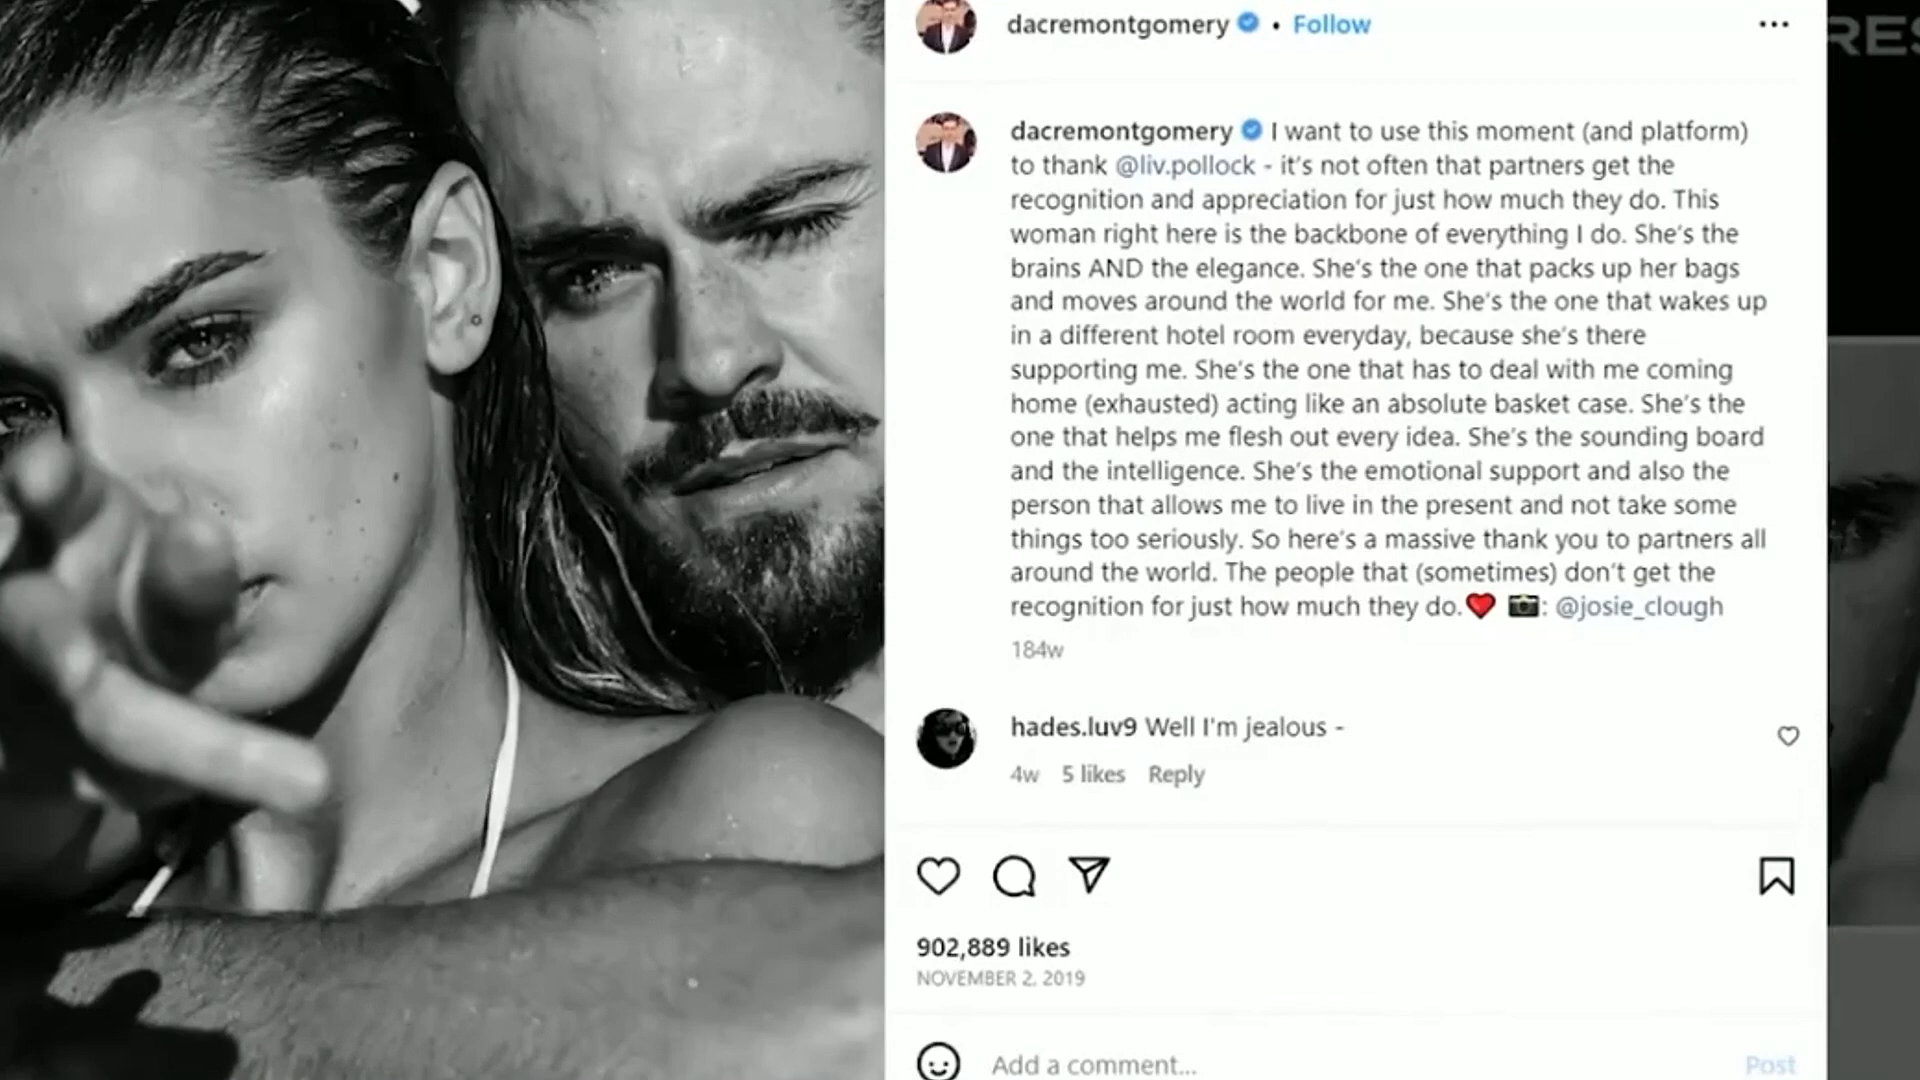 dacremontgomery • Follow
RES
dacremontgomery I want to use this moment (and platform)
to thank @liv.pollock - it's not often that partners get the
recognition and appreciation for just how much they do. This
woman right here is the backbone of everything I do. She's the
brains AND the elegance. She's the one that packs up her bags
and moves around the world for me. She's the one that wakes up
in a different hotel room everyday, because she's there
supporting me. She's the one that has to deal with me coming
home (exhausted) acting like an absolute basket case. She's the
one that helps me flesh out every idea. She's the sounding board
and the intelligence. She's the emotional support and also the
person that allows me to live in the present and not take some
things too seriously. So here's a massive thank you to partners all
around the world. The people that (sometimes) don't get the
recognition for just how much they do.❤️ 📷: @josie_clough
184w
hades.luv9 Well I'm jealous -
4w 5 likes Reply
902,889 likes
NOVEMBER 2, 2019
Add a comment... Post